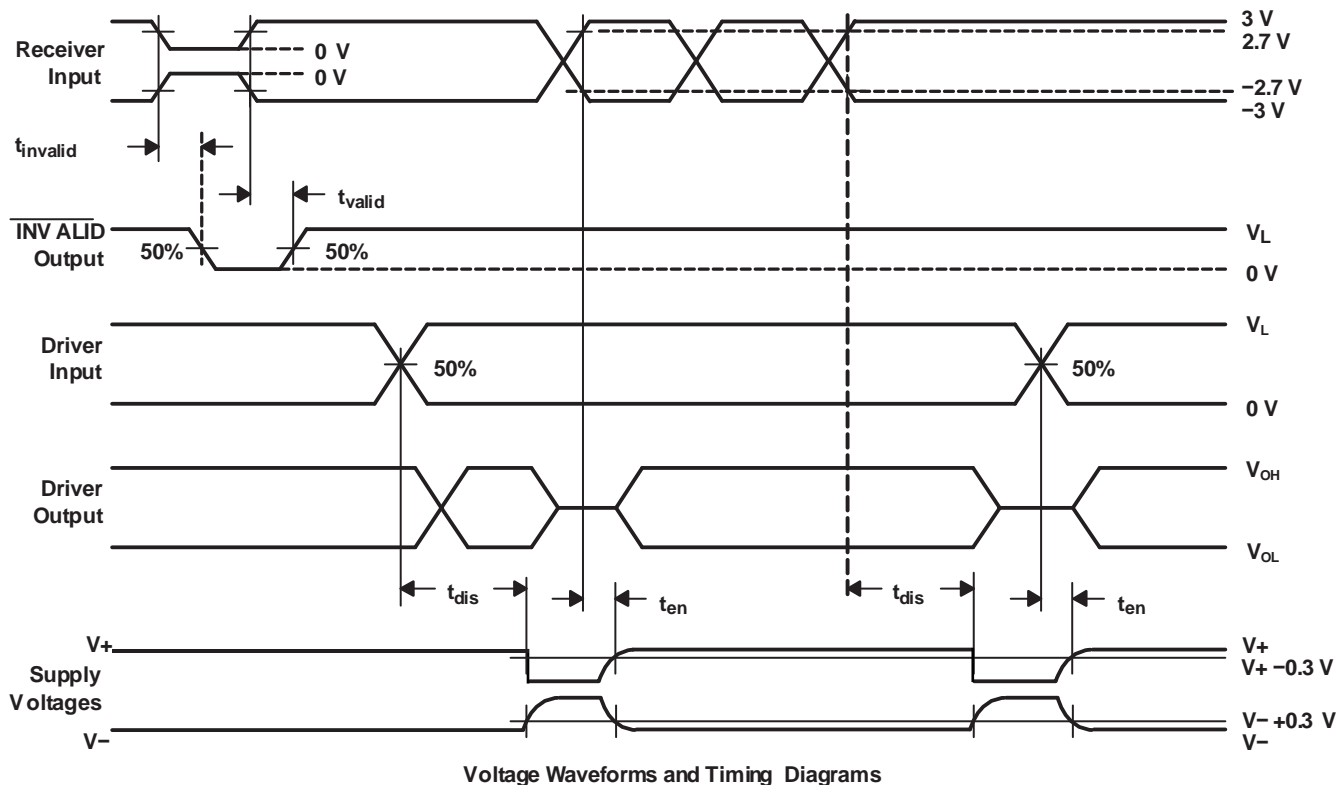 Receiver
Input
0 V
0 V
3 V
2.7 V
−2.7 V
−3 V
tinvalid
tvalid
INV ALID
Output
50%
50%
VL
0 V
Driver
Input
50%
50%
VL
0 V
Driver
Output
VOH
VOL
tdis
ten
tdis
ten
V+
Supply
Voltages
V−
V+
V+ −0.3 V
V− +0.3 V
V−
Voltage Waveforms and Timing Diagrams